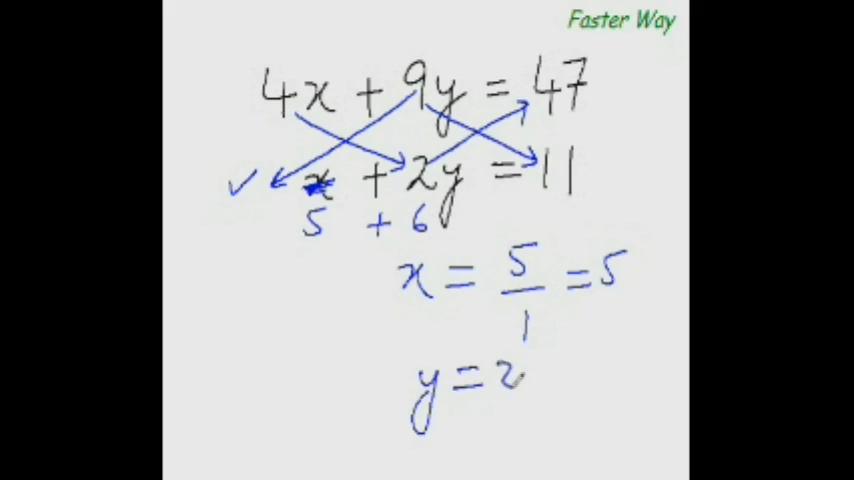 Faster Way
4x + 9y = 47
✓ x + 2y = 11
5 + 6
x = 5/1 = 5
y = 2